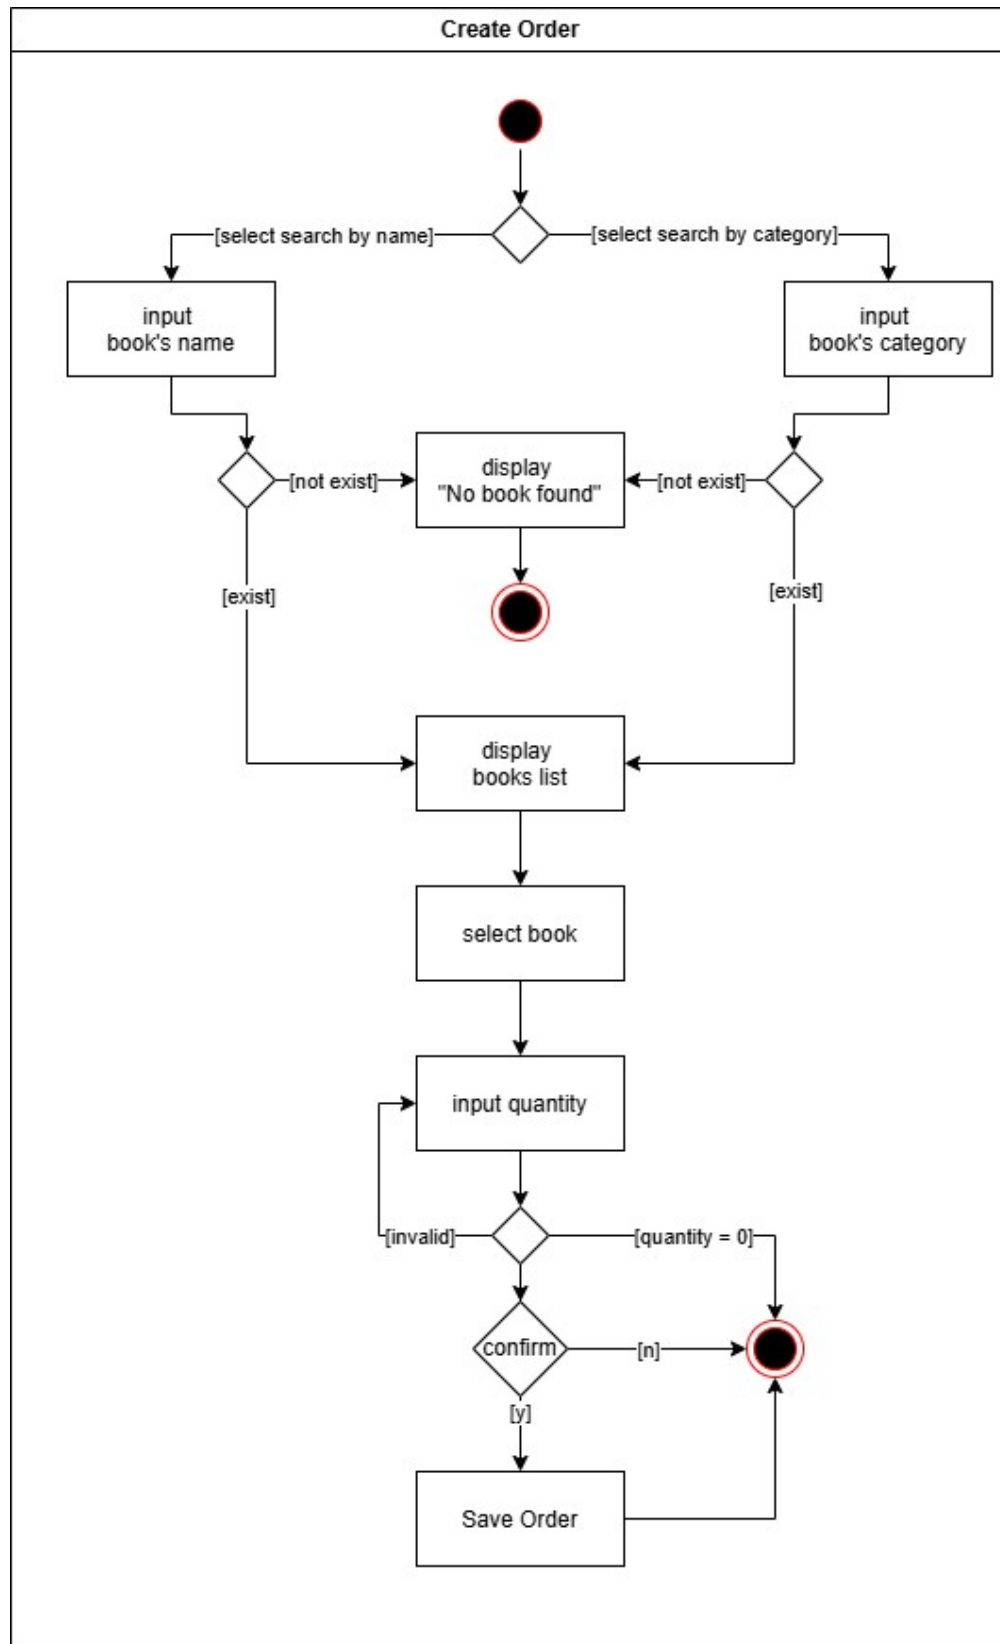 Create Order
[select search by name]
[select search by category]
input
book's name
input
book's category
[not exist]
display
"No book found"
[not exist]
[exist]
[exist]
display
books list
select book
input quantity
[invalid]
[quantity = 0]
confirm
[n]
[y]
Save Order